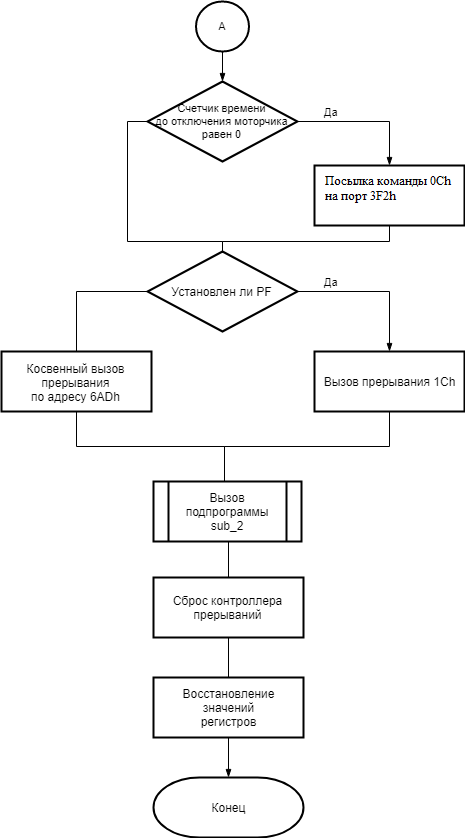 А
Счетчик времени
до отключения моторчика
равен 0
Да
Посылка команды 0Ch
на порт 3F2h
Установлен ли PF
Да
Косвенный вызов
прерывания
по адресу 6ADh
Вызов прерывания 1Ch
Вызов
подпрограммы
sub_2
Сброс контроллера
прерываний
Восстановление
значений
регистров
Конец